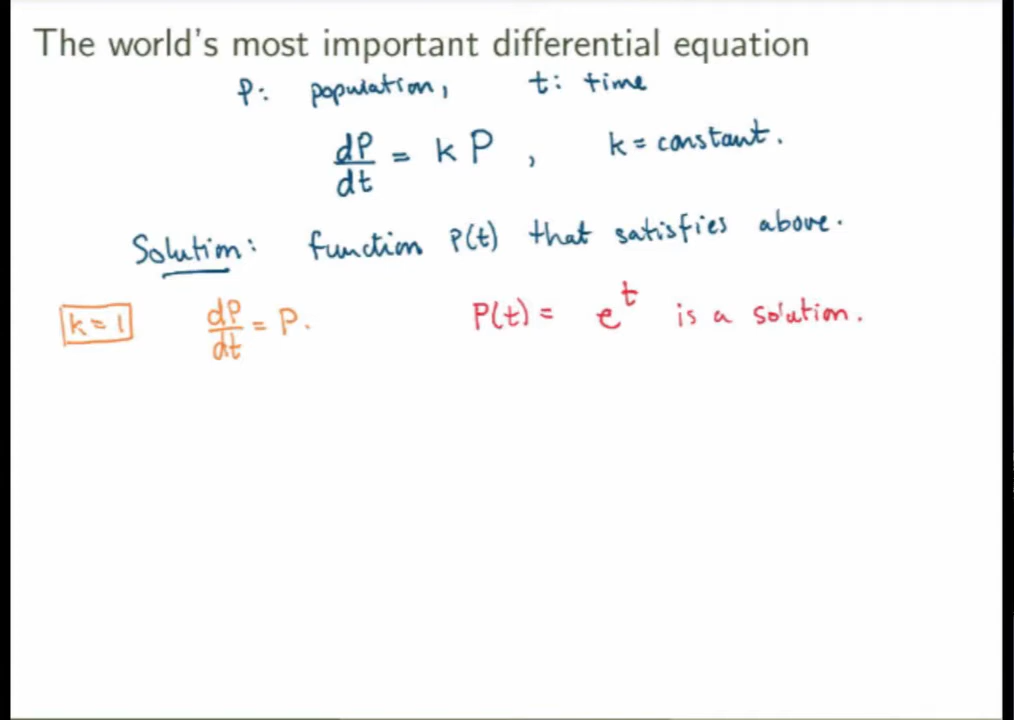 The world's most important differential equation
P: population, t: time
dP/dt = k P , k = constant.
Solution: function P(t) that satisfies above.
k = 1 dP/dt = P. P(t) = e^t is a solution.